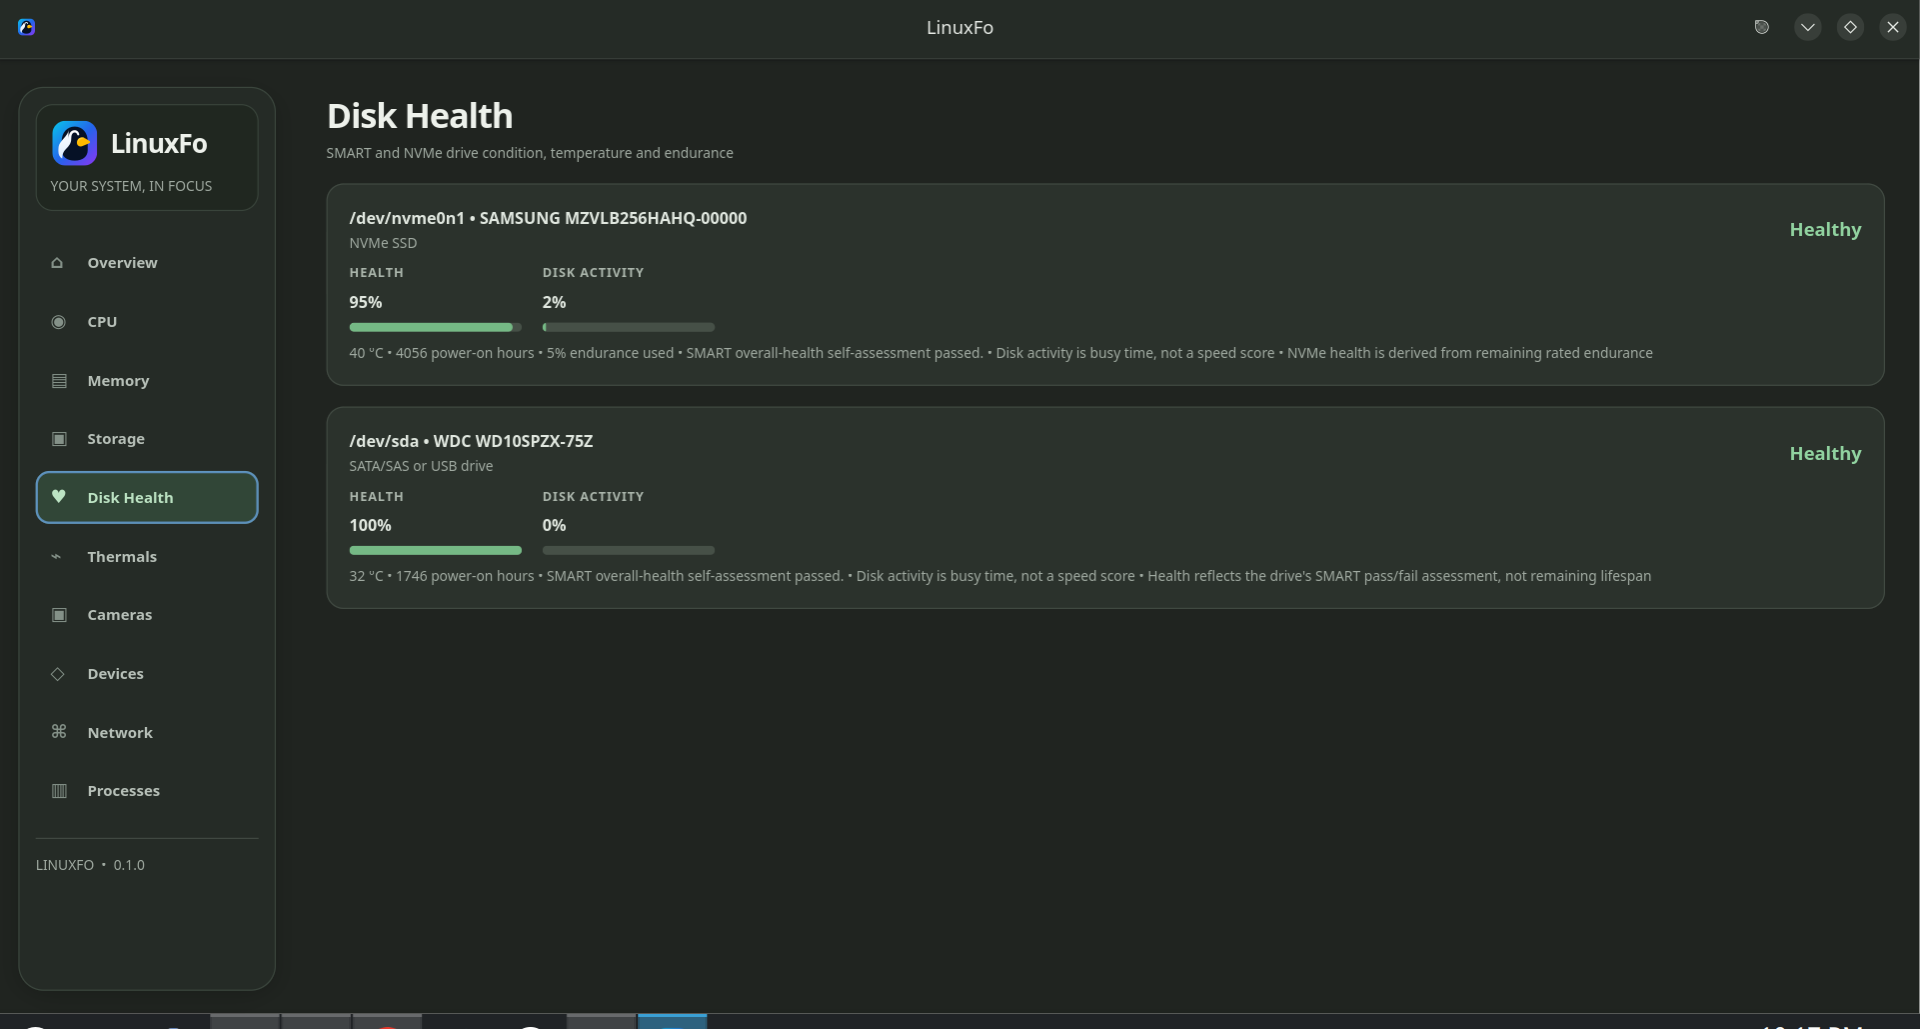 LinuxFo
LinuxFo
YOUR SYSTEM, IN FOCUS
Overview
CPU
Memory
Storage
Disk Health
Thermals
Cameras
Devices
Network
Processes
LINUXFO • 0.1.0
Disk Health
SMART and NVMe drive condition, temperature and endurance
/dev/nvme0n1 • SAMSUNG MZVLB256HAHQ-00000
Healthy
NVMe SSD
HEALTH DISK ACTIVITY
95% 2%
40 °C • 4056 power-on hours • 5% endurance used • SMART overall-health self-assessment passed. • Disk activity is busy time, not a speed score • NVMe health is derived from remaining rated endurance
/dev/sda • WDC WD10SPZX-75Z
Healthy
SATA/SAS or USB drive
HEALTH DISK ACTIVITY
100% 0%
32 °C • 1746 power-on hours • SMART overall-health self-assessment passed. • Disk activity is busy time, not a speed score • Health reflects the drive's SMART pass/fail assessment, not remaining lifespan